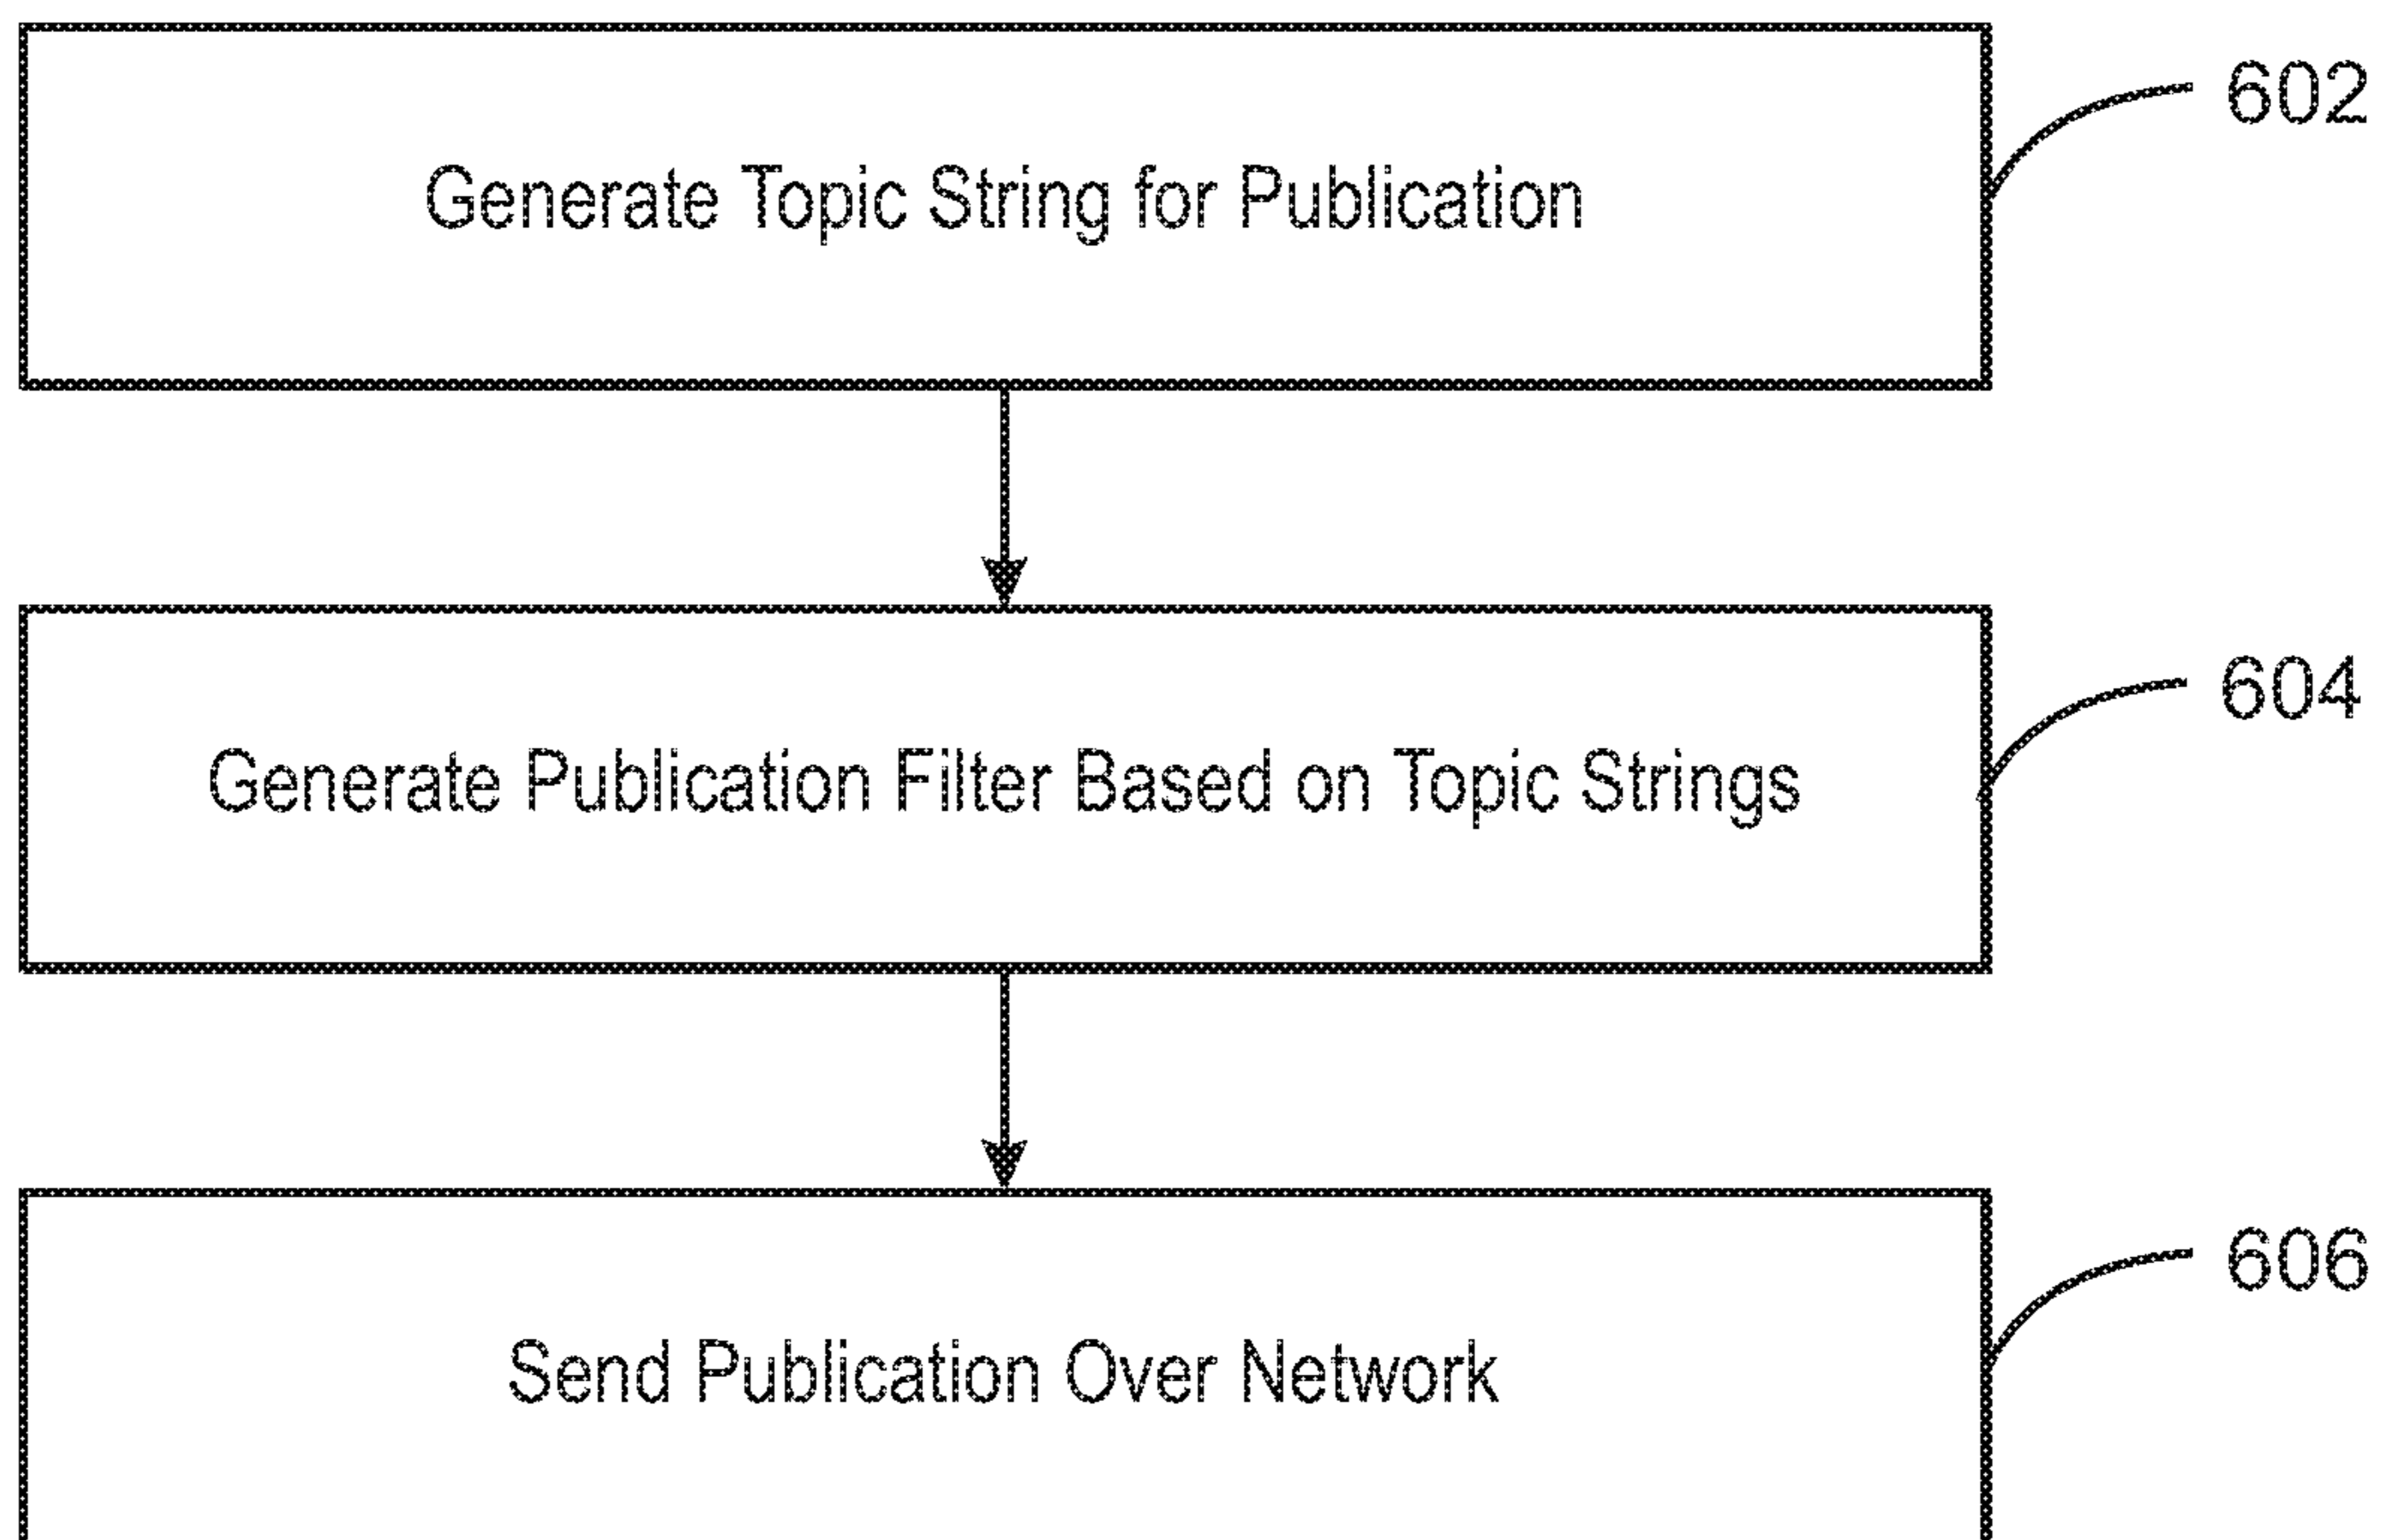 602
Generate Topic String for Publication
604
Generate Publication Filter Based on Topic Strings
606
Send Publication Over Network